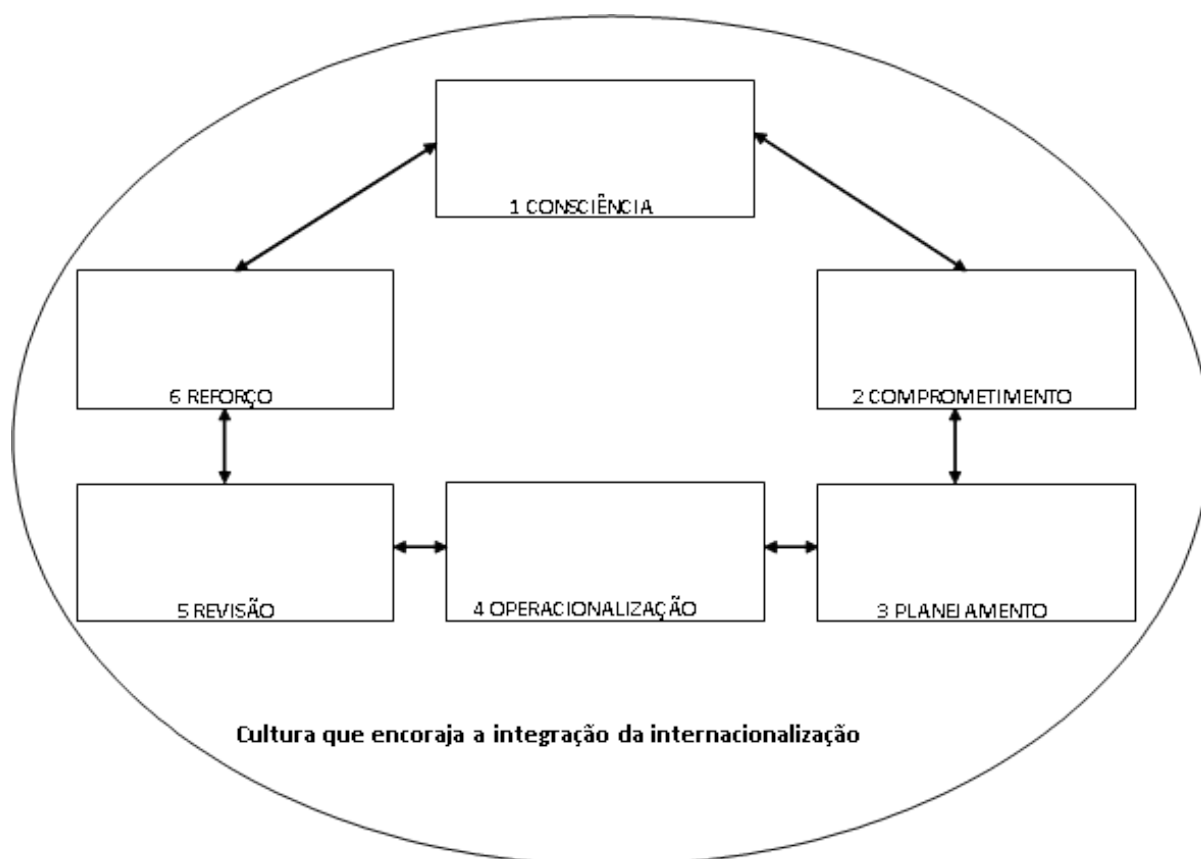 1 CONSCIÊNCIA
6 REFORÇO
2 COMPROMETIMENTO
5 REVISÃO
4 OPERACIONALIZAÇÃO
3 PLANEJAMENTO
Cultura que encoraja a integração da internacionalização